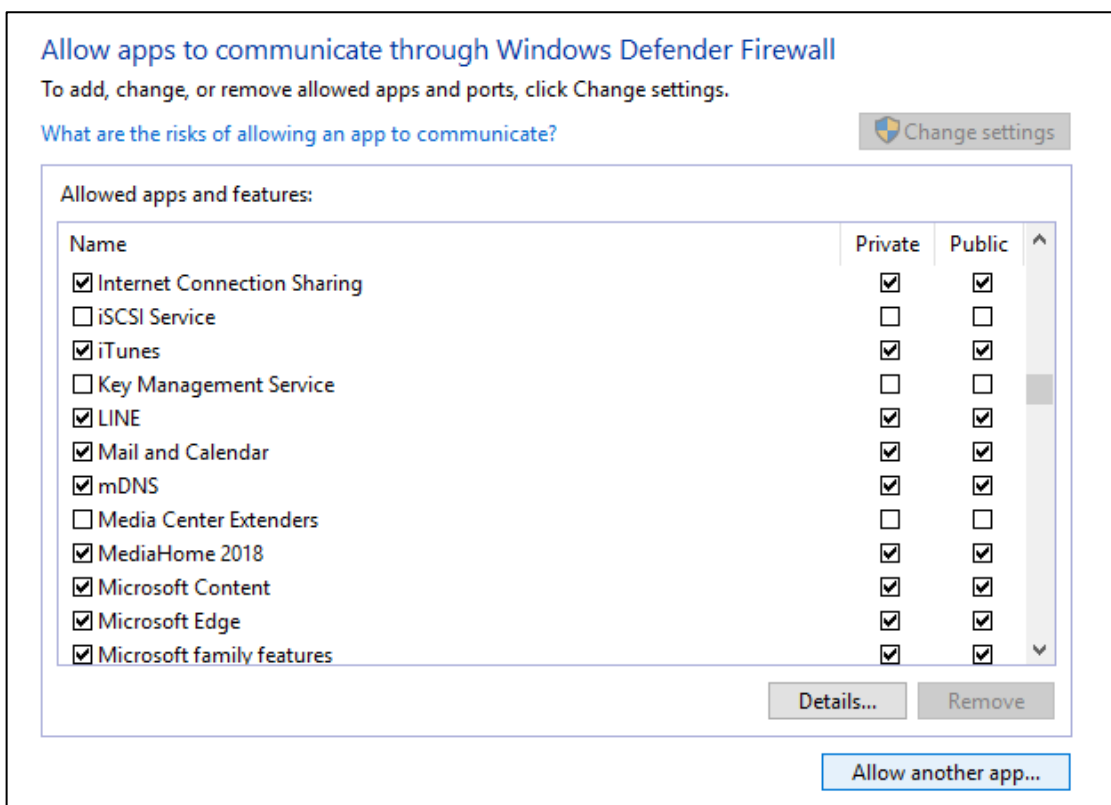 Allow apps to communicate through Windows Defender Firewall
To add, change, or remove allowed apps and ports, click Change settings.
What are the risks of allowing an app to communicate?
Change settings
Allowed apps and features:
Name Private Public
Internet Connection Sharing
iSCSI Service
iTunes
Key Management Service
LINE
Mail and Calendar
mDNS
Media Center Extenders
MediaHome 2018
Microsoft Content
Microsoft Edge
Microsoft family features
Details... Remove
Allow another app...